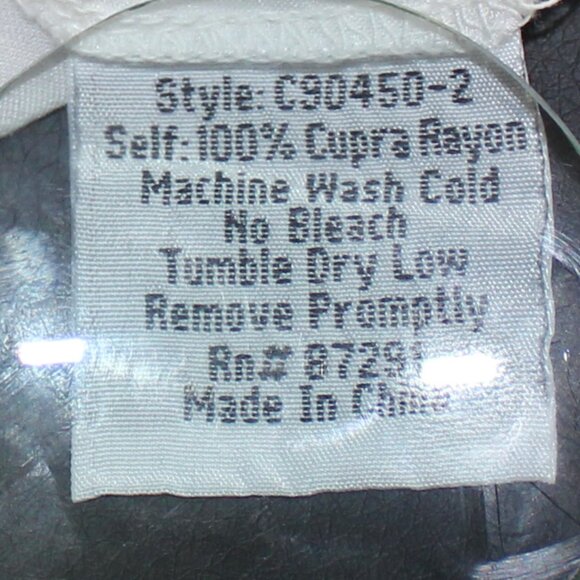 Style: C90450-2
Self: 100% Cupra Rayon
Machine Wash Cold
No Bleach
Tumble Dry Low
Remove Promptly
Rn#
Made In China